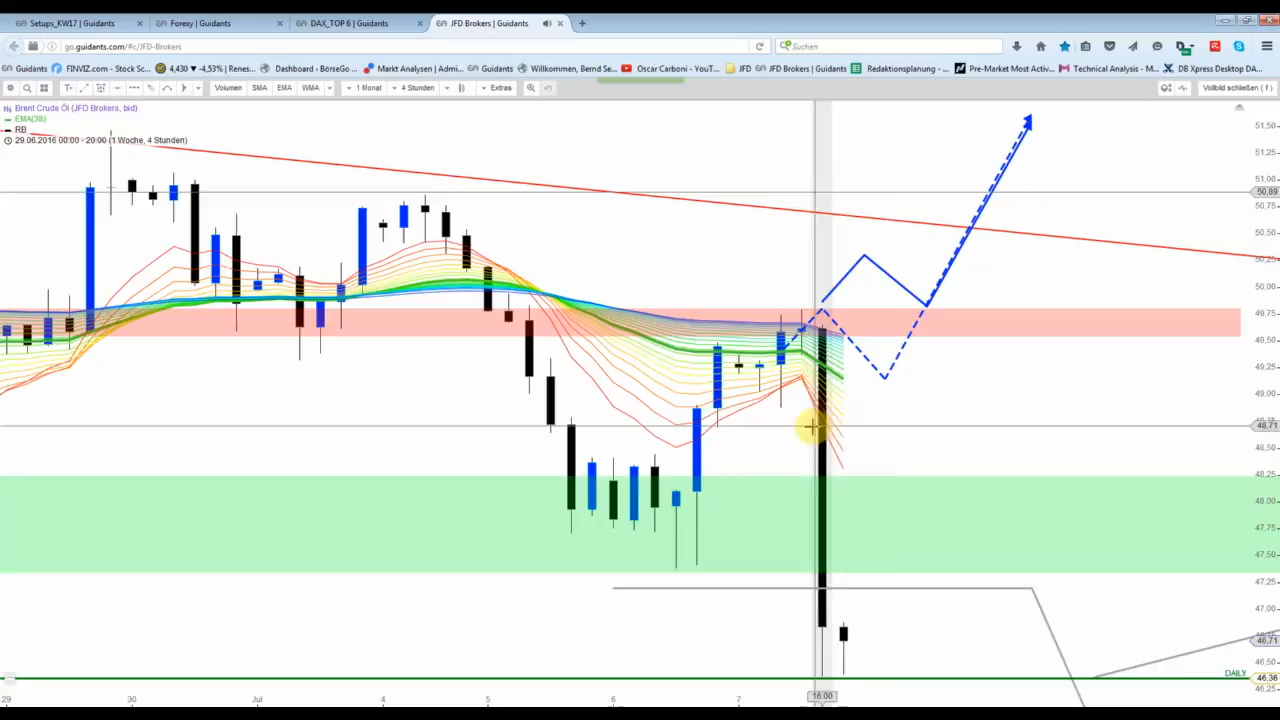 Setups_KW17 | Guidants
Forexy | Guidants
DAX_TOP 6 | Guidants
JFD Brokers | Guidants
go.guidants.com/#c/JFD-Brokers
Suchen
Guidants
FINVIZ.com - Stock Sc...
4,430 ▾ -4,53% | Renes...
Dashboard - BörseGo ...
Markt Analysen | Admi...
Guidants
Willkommen, Bernd Se...
Oscar Carboni - YouT...
JFD
JFD Brokers | Guidants
Redaktionsplanung - ...
Pre-Market Most Activ...
Technical Analysis - M...
DB Xpress Desktop DA...
Volumen
SMA
EMA
WMA
1 Monat
4 Stunden
Extras
Vollbild schließen ( f )
Brent Crude Öl (JFD Brokers, bid)
EMA(38)
RB
29.06.2016 00:00 - 20:00 (1 Woche, 4 Stunden)
51,50
51,25
51,00
50,89
50,75
50,50
50,25
50,00
49,75
49,50
49,25
49,00
48,71
48,50
48,25
48,00
47,75
47,50
47,25
47,00
46,71
46,50
DAILY
46,36
46,25
29
30
Jul
4
5
6
7
16:00